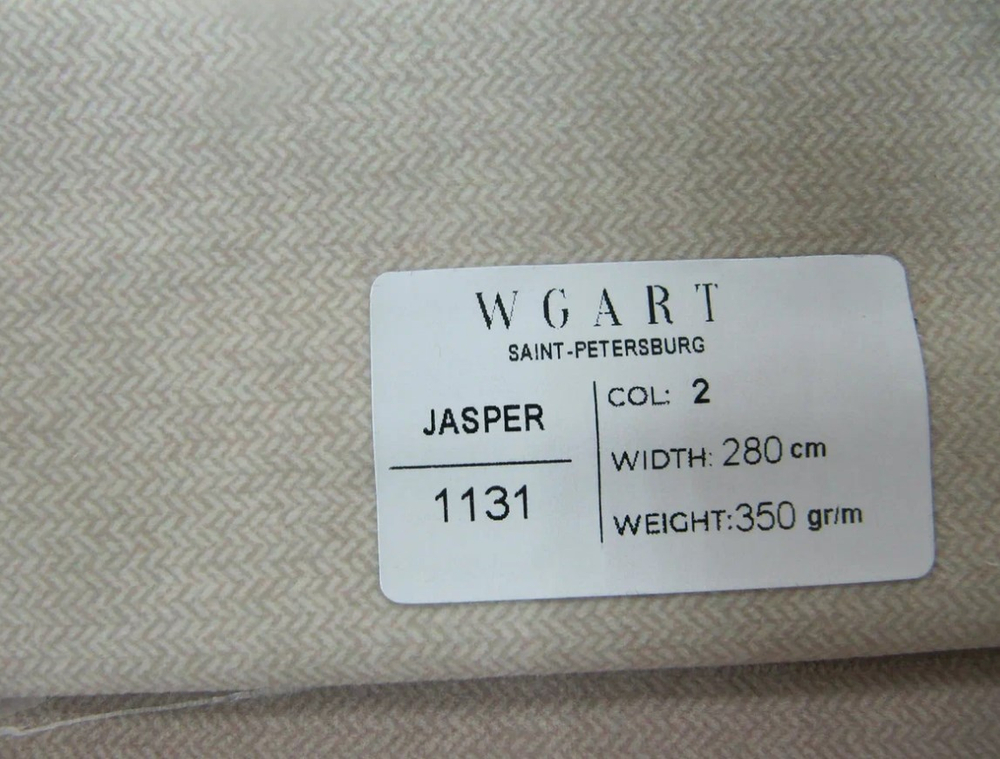 WGART
SAINT-PETERSBURG
JASPER
1131
COL: 2
WIDTH: 280 cm
WEIGHT:350 gr/m